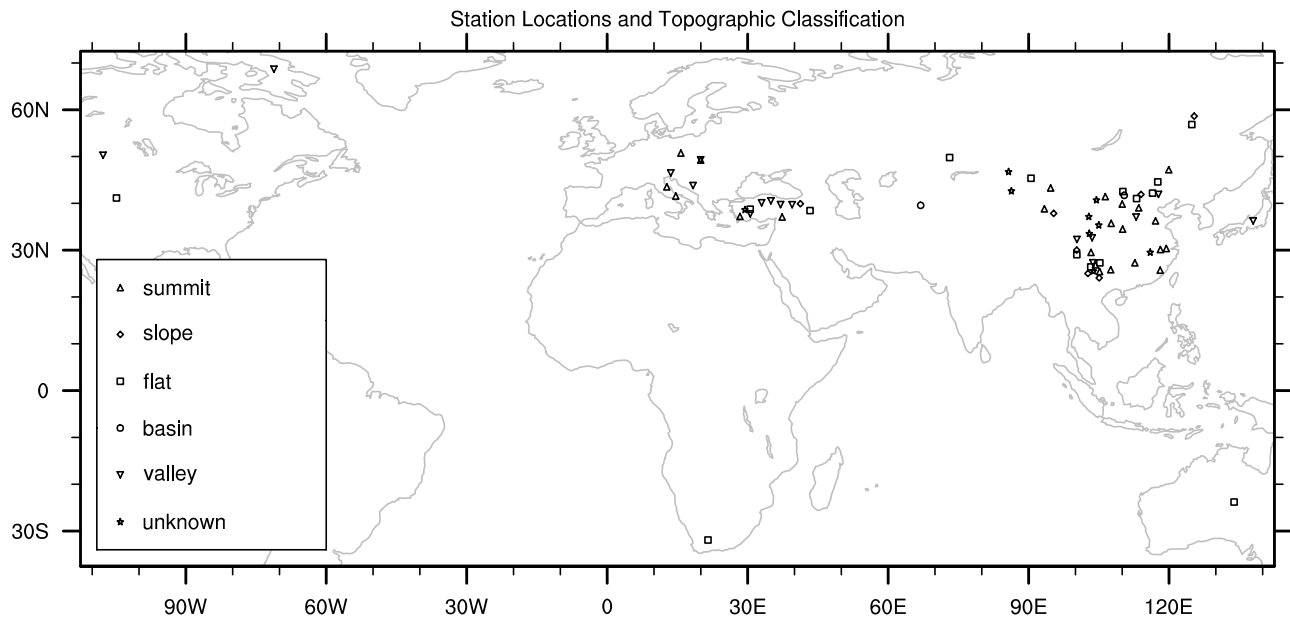 Station Locations and Topographic Classification
60N
30N
0
30S
summit
slope
flat
basin
valley
unknown
90W 60W 30W 0 30E 60E 90E 120E